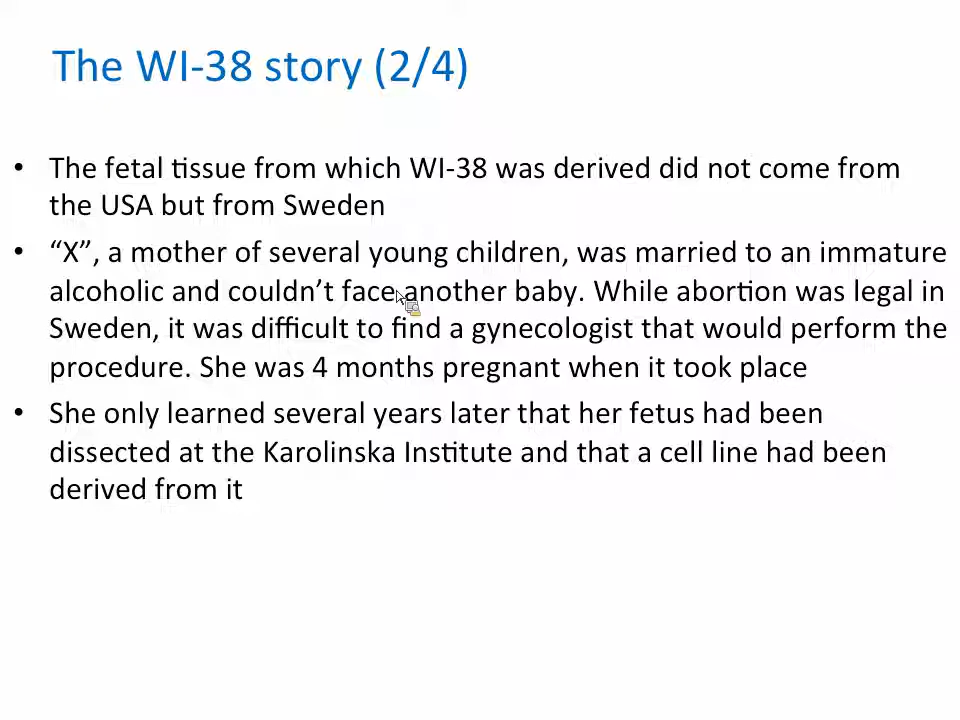 The WI-38 story (2/4)
• The fetal tissue from which WI-38 was derived did not come from
the USA but from Sweden
• “X”, a mother of several young children, was married to an immature
alcoholic and couldn’t face another baby. While abortion was legal in
Sweden, it was difficult to find a gynecologist that would perform the
procedure. She was 4 months pregnant when it took place
• She only learned several years later that her fetus had been
dissected at the Karolinska Institute and that a cell line had been
derived from it